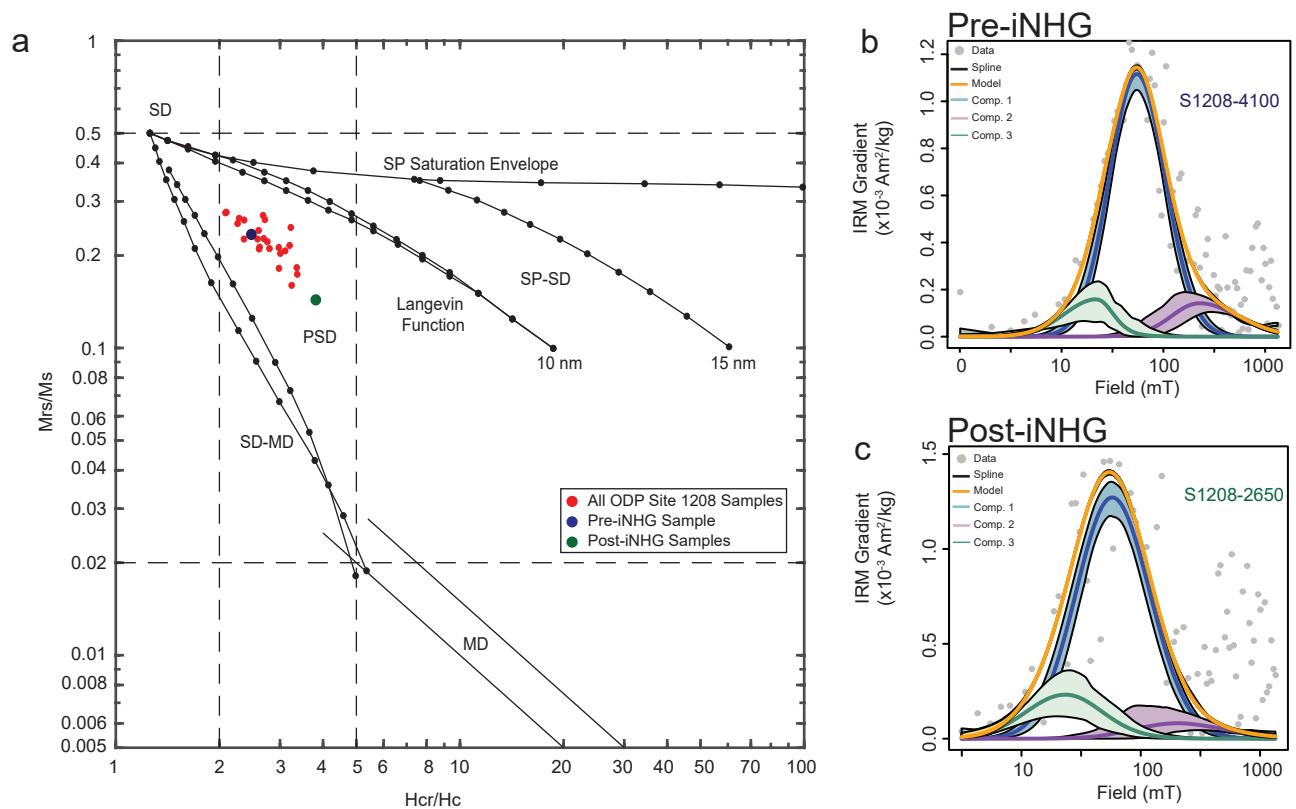 a
1
0.5
0.4
0.3
0.2
0.1
0.08
0.06
0.05
0.04
0.03
0.02
0.01
0.008
0.006
0.005
Mrs/Ms
SD
SP Saturation Envelope
SP-SD
Langevin
Function
PSD
10 nm
15 nm
SD-MD
MD
All ODP Site 1208 Samples
Pre-iNHG Sample
Post-iNHG Samples
1 2 3 4 5 6 8 10 20 30 40 60 100
Hcr/Hc
b
Pre-iNHG
Data
Spline
Model
Comp. 1
Comp. 2
Comp. 3
S1208-4100
IRM Gradient
(x10-3 Am2/kg)
1.2
1.0
0.8
0.6
0.4
0.2
0.0
0 10 100 1000
Field (mT)
c
Post-iNHG
Data
Spline
Model
Comp. 1
Comp. 2
Comp. 3
S1208-2650
IRM Gradient
(x10-3 Am2/kg)
1.5
1.0
0.5
0.0
10 100 1000
Field (mT)